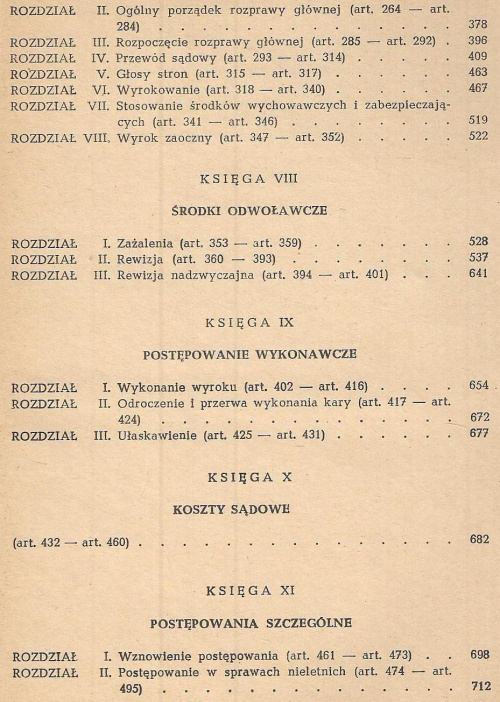 ROZDZIAŁ II. Ogólny porządek rozprawy głównej (art. 264 — art.
284) . . . . . . . . . . . . . . . 378
ROZDZIAŁ III. Rozpoczęcie rozprawy głównej (art. 285 — art. 292) . 396
ROZDZIAŁ IV. Przewód sądowy (art. 293 — art. 314) . . . . . 409
ROZDZIAŁ V. Głosy stron (art. 315 — art. 317) . . . . . . 463
ROZDZIAŁ VI. Wyrokowanie (art. 318 — art. 340) . . . . . . 467
ROZDZIAŁ VII. Stosowanie środków wychowawczych i zabezpieczają-
cych (art. 341 — art. 346) . . . . . . . . 519
ROZDZIAŁ VIII. Wyrok zaoczny (art. 347 — art. 352) . . . . . 522
KSIĘGA VIII
ŚRODKI ODWOŁAWCZE
ROZDZIAŁ I. Zażalenia (art. 353 — art. 359) . . . . . . . 528
ROZDZIAŁ II. Rewizja (art. 360 — 393) . . . . . . . . 537
ROZDZIAŁ III. Rewizja nadzwyczajna (art. 394 — art. 401) . . . 641
KSIĘGA IX
POSTĘPOWANIE WYKONAWCZE
ROZDZIAŁ I. Wykonanie wyroku (art. 402 — art. 416) . . . . 654
ROZDZIAŁ II. Odroczenie i przerwa wykonania kary (art. 417 — art.
424) . . . . . . . . . . . . . . . 672
ROZDZIAŁ III. Ułaskawienie (art. 425 — art. 431) . . . . . . 677
KSIĘGA X
KOSZTY SĄDOWE
(art. 432 — art. 460) . . . . . . . . . . . . . . 682
KSIĘGA XI
POSTĘPOWANIA SZCZEGÓLNE
ROZDZIAŁ I. Wznowienie postępowania (art. 461 — art. 473) . . 698
ROZDZIAŁ II. Postępowanie w sprawach nieletnich (art. 474 — art.
495) . . . . . . . . . . . . . . . 712